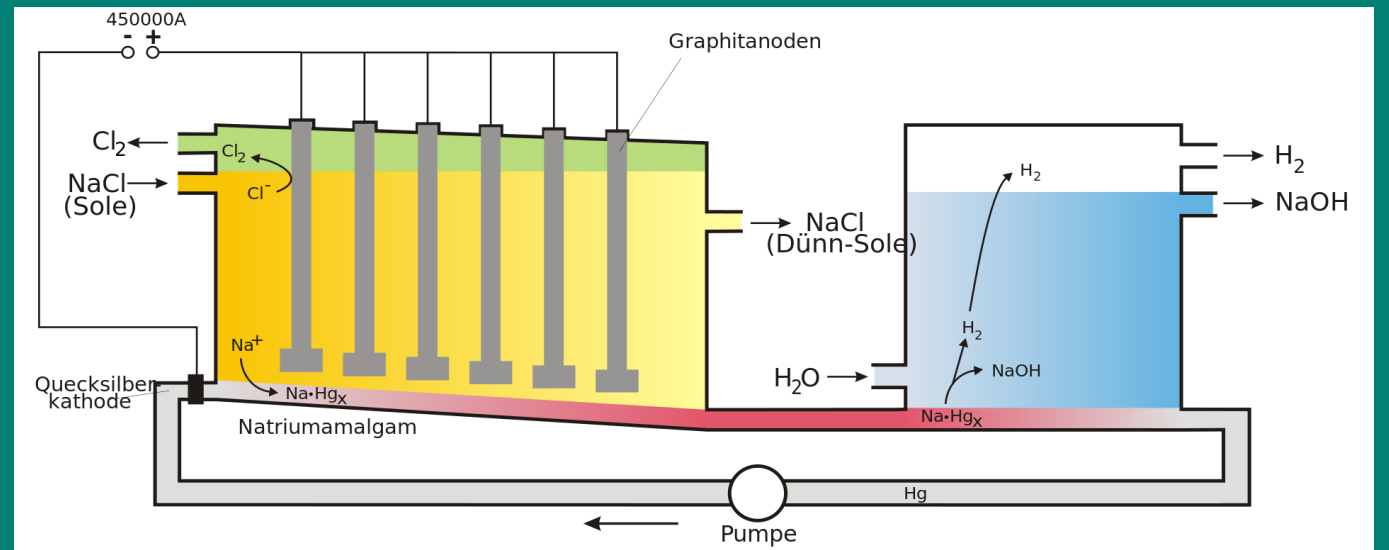 450000A
- +
Graphitanoden
Cl2
Cl2
H2
H2
NaCl
(Sole)
Cl-
NaOH
NaCl
(Dünn-Sole)
Na+
H2
H2O
NaOH
Quecksilber-
kathode
Na•Hgx
Na•Hgx
Natriumamalgam
Hg
Pumpe